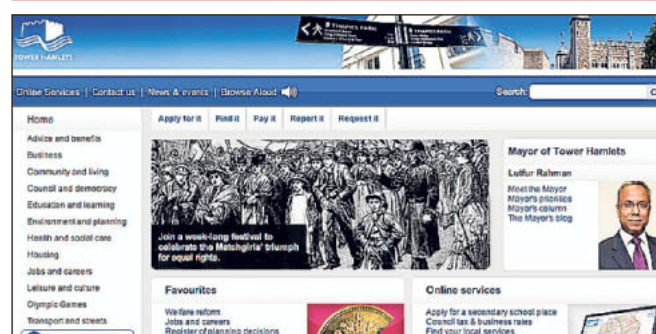 TOWER HAMLETS
THAMES PATH
THAMES PATH
Online Services | Contact us | News & events | Browse Aloud
Search:
Home
Advice and benefits
Business
Community and living
Council and democracy
Education and learning
Environment and planning
Health and social care
Housing
Jobs and careers
Leisure and culture
Olympic Games
Transport and streets
Apply for it Find it Pay it Report it Request it
Join a week-long festival to
celebrate the Matchgirls' triumph
for equal rights.
Mayor of Tower Hamlets
Lutfur Rahman
Meet the Mayor
Mayor's priorities
Mayor's column
The Mayor's blog
Favourites
Welfare reform
Jobs and careers
Register of planning decisions
Online services
Apply for a secondary school place
Council tax & business rates
Find your local services